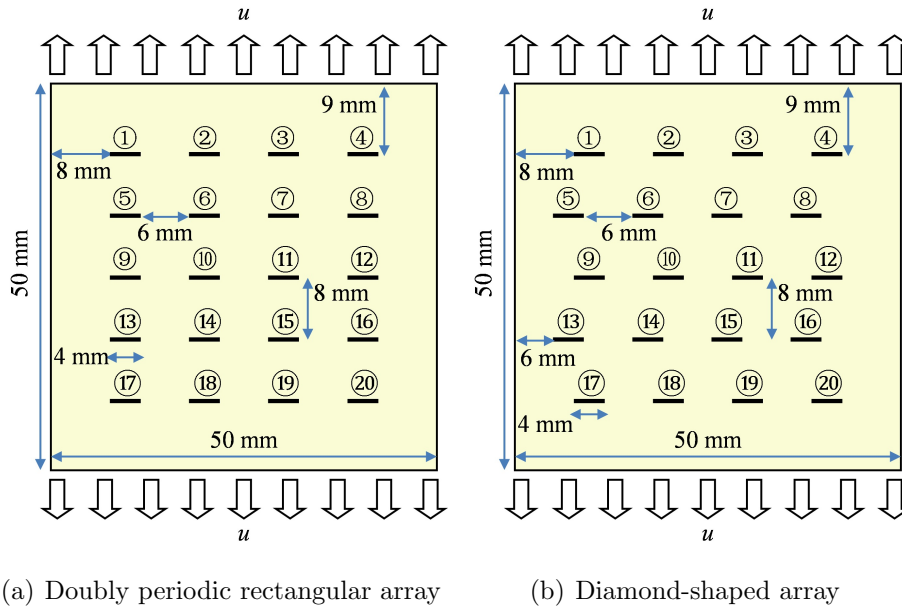 u u
9 mm 9 mm
① ② ③ ④ ① ② ③ ④
8 mm 8 mm
⑤ ⑥ ⑦ ⑧ ⑤ ⑥ ⑦ ⑧
6 mm 6 mm
50 mm 50 mm
⑨ ⑩ ⑪ ⑫ ⑨ ⑩ ⑪ ⑫
8 mm 8 mm
⑬ ⑭ ⑮ ⑯ ⑬ ⑭ ⑮ ⑯
4 mm 6 mm
⑰ ⑱ ⑲ ⑳ ⑰ ⑱ ⑲ ⑳
4 mm
50 mm 50 mm
u u
(a) Doubly periodic rectangular array (b) Diamond-shaped array